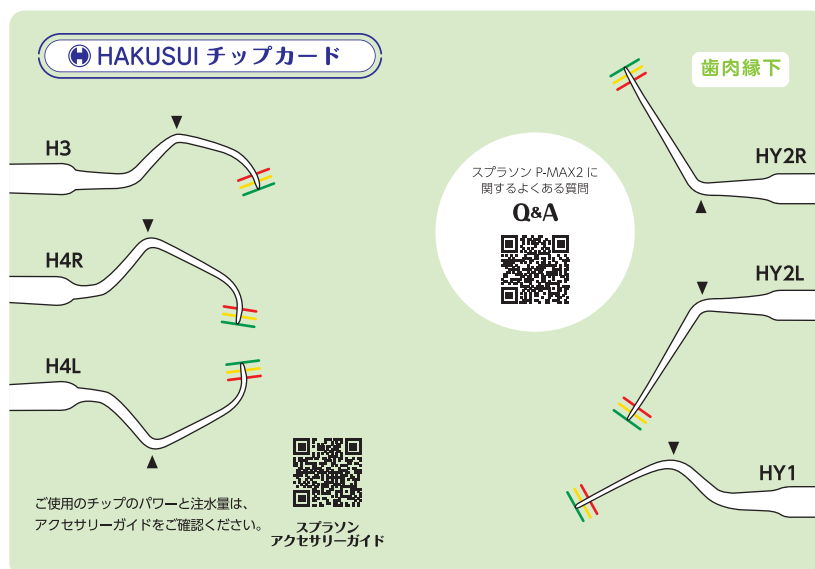 HAKUSUI チップカード
歯肉縁下
H3
H4R
H4L
スプラソン P-MAX2 に
関するよくある質問
Q&A
HY2R
HY2L
HY1
ご使用のチップのパワーと注水量は、
アクセサリーガイドをご確認ください。
スプラソン
アクセサリーガイド